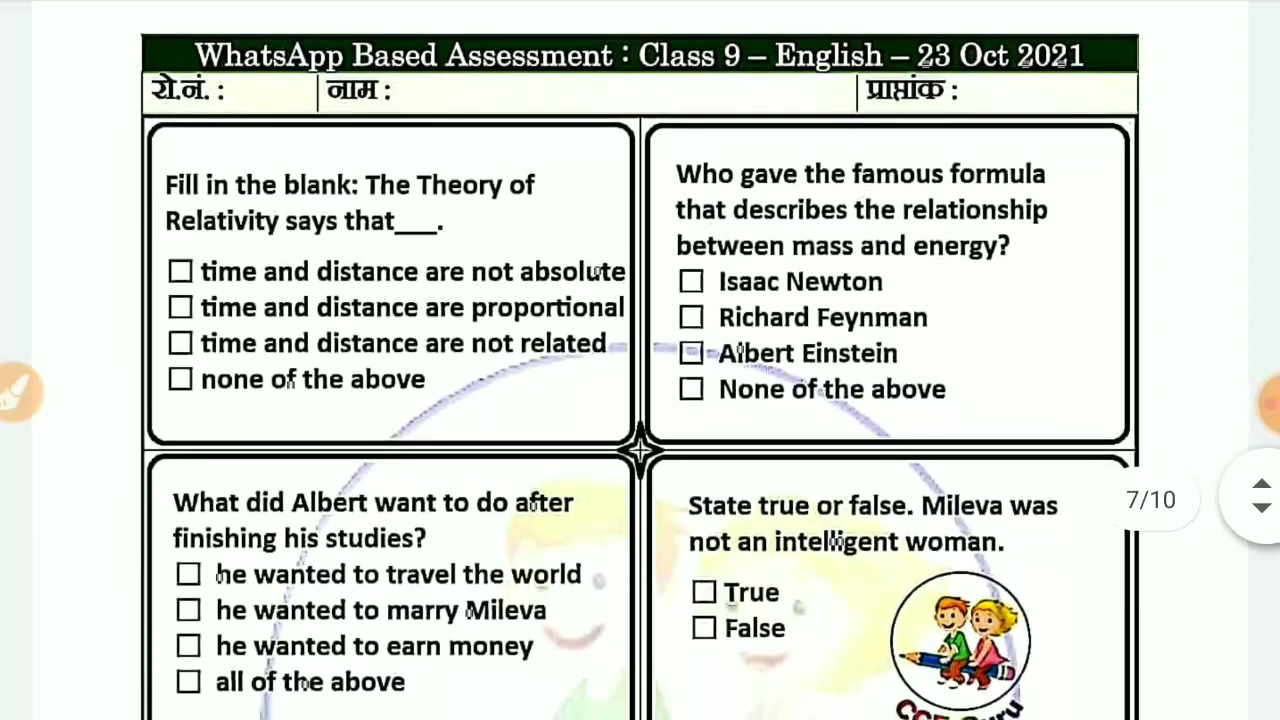 WhatsApp Based Assessment : Class 9 – English – 23 Oct 2021
रो.नं. :
नाम :
प्राप्तांक :
Fill in the blank: The Theory of
Relativity says that___.
time and distance are not absolute
time and distance are proportional
time and distance are not related
none of the above
Who gave the famous formula
that describes the relationship
between mass and energy?
Isaac Newton
Richard Feynman
Albert Einstein
None of the above
What did Albert want to do after
finishing his studies?
he wanted to travel the world
he wanted to marry Mileva
he wanted to earn money
all of the above
State true or false. Mileva was
not an intelligent woman.
True
False
CCE Guru
7/10